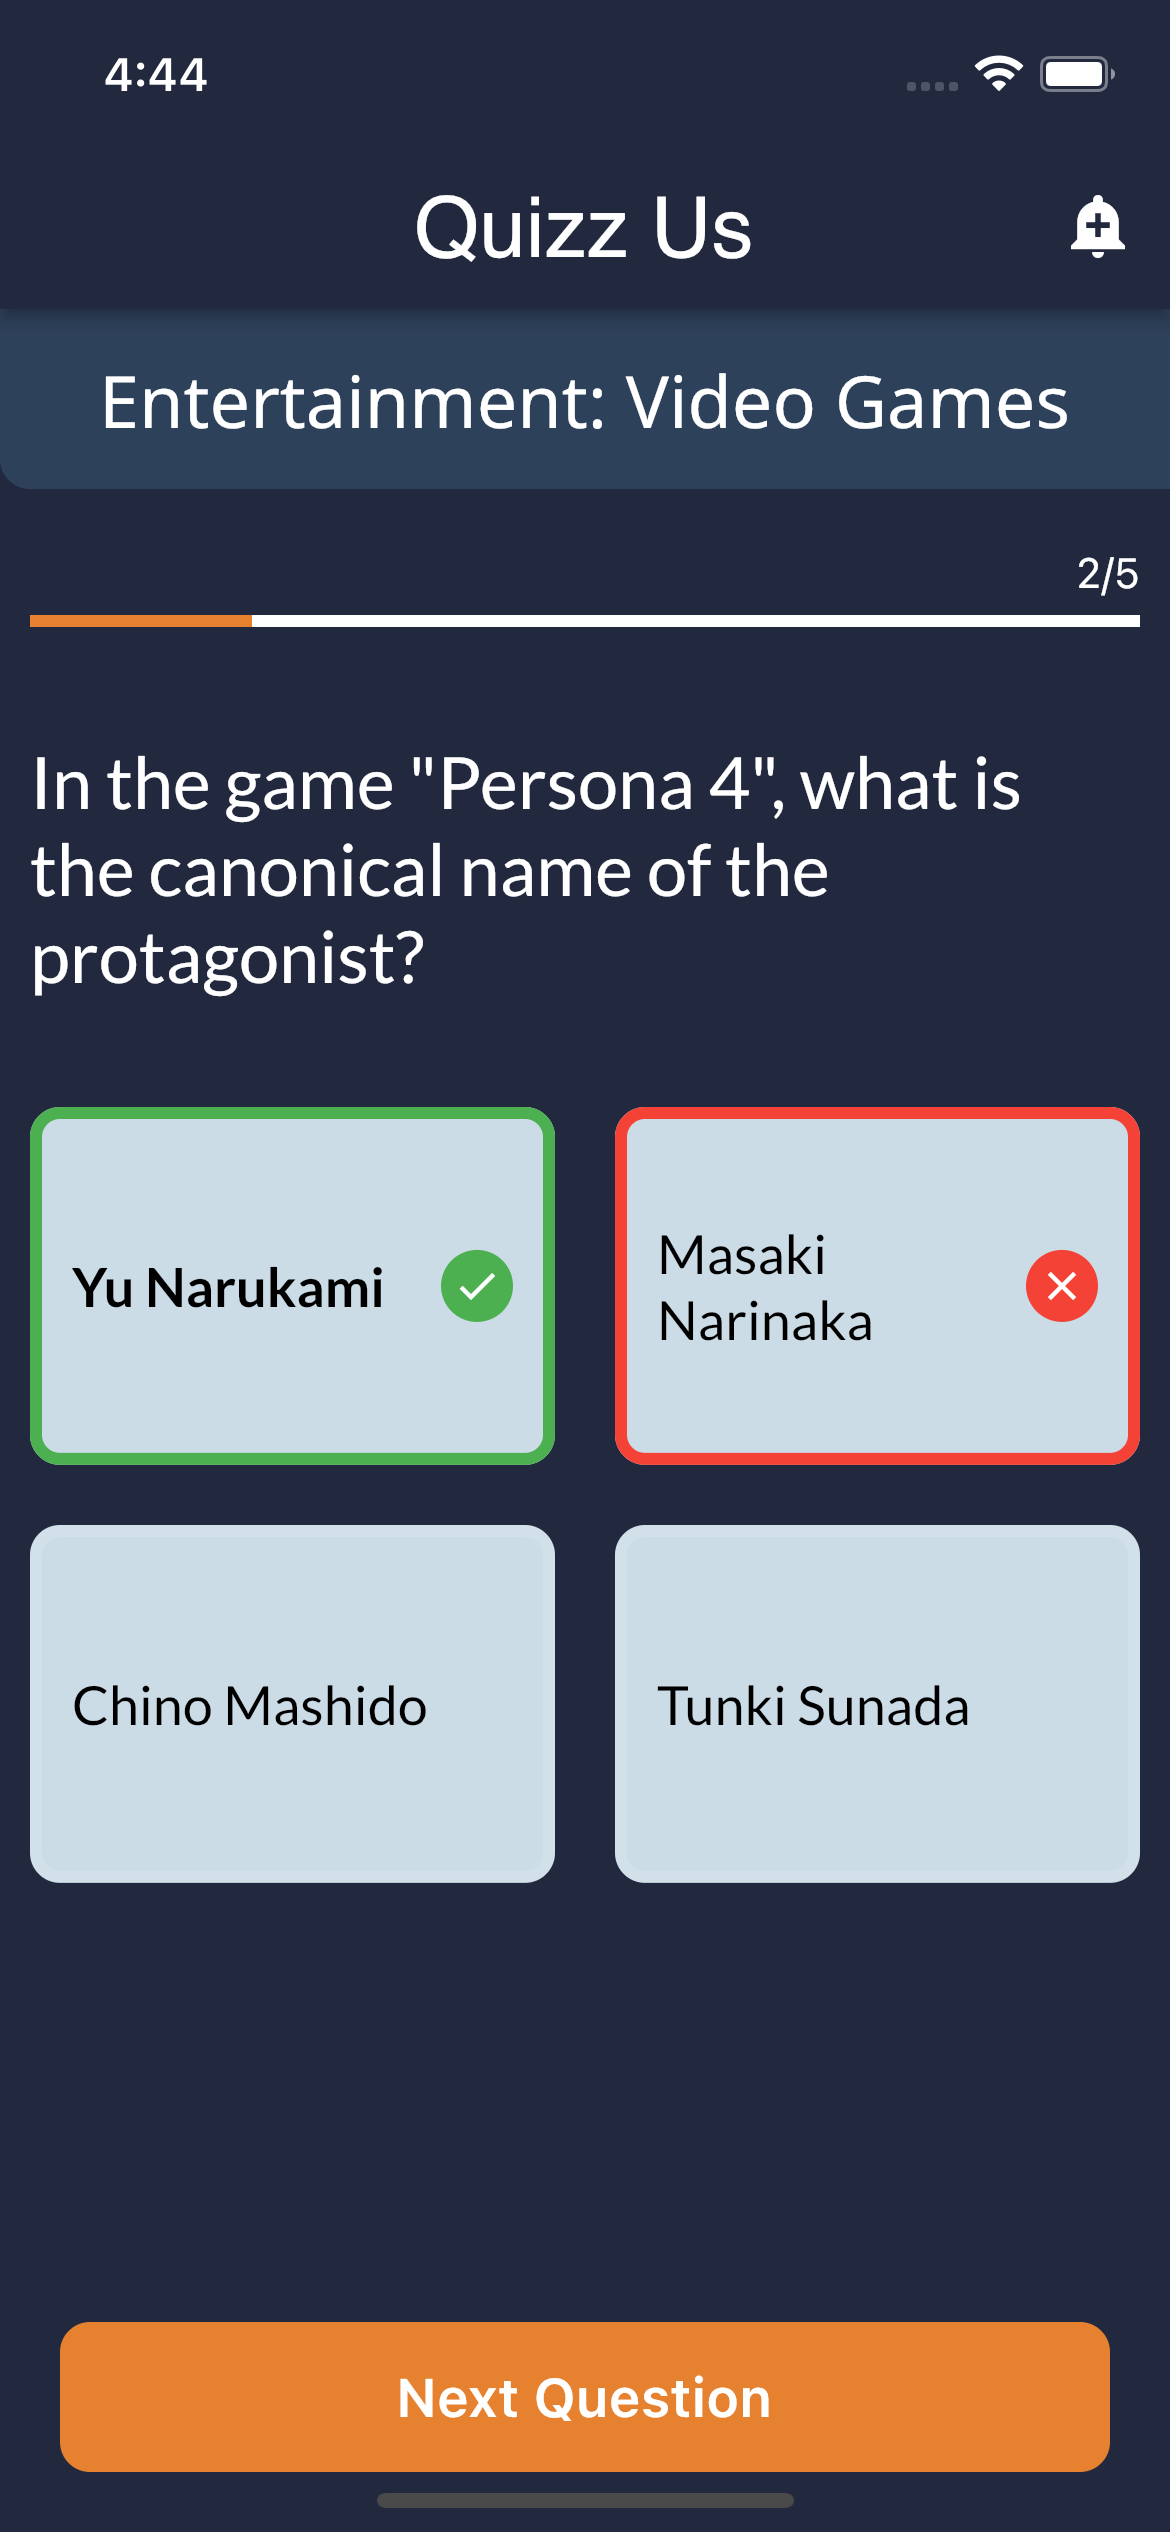 4:44
Quizz Us
Entertainment: Video Games
2/5
In the game "Persona 4", what is
the canonical name of the
protagonist?
Yu Narukami
Masaki
Narinaka
Chino Mashido
Tunki Sunada
Next Question